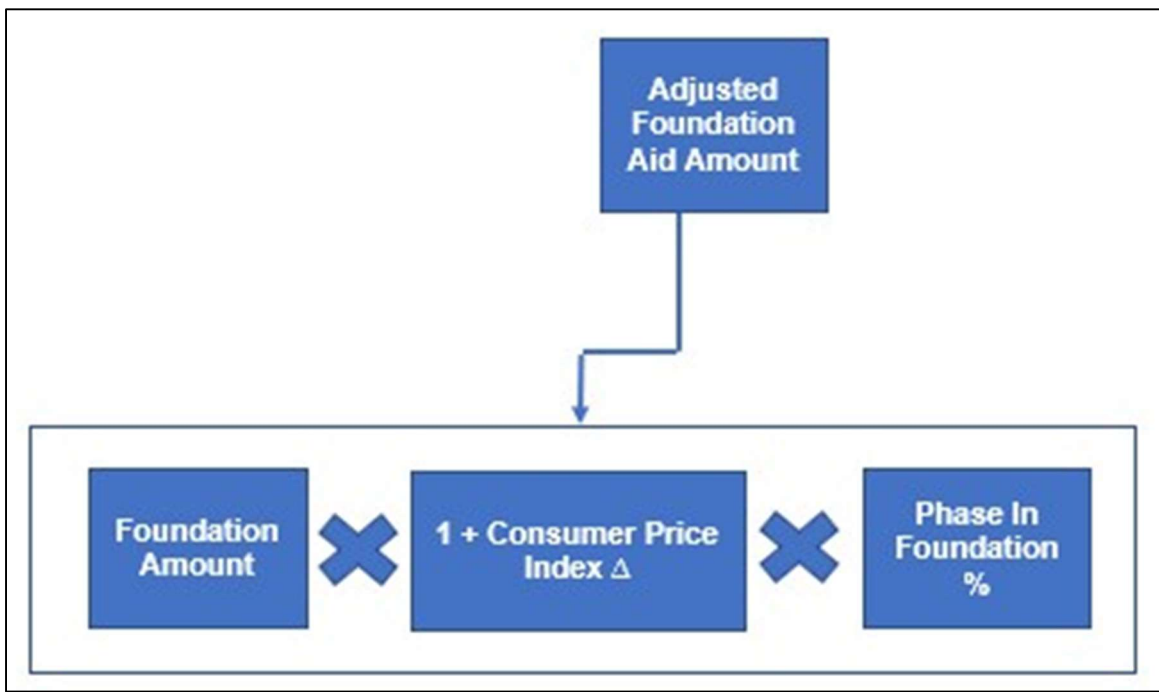 Adjusted
Foundation
Aid Amount
Foundation
Amount
1 + Consumer Price
Index Δ
Phase In
Foundation
%